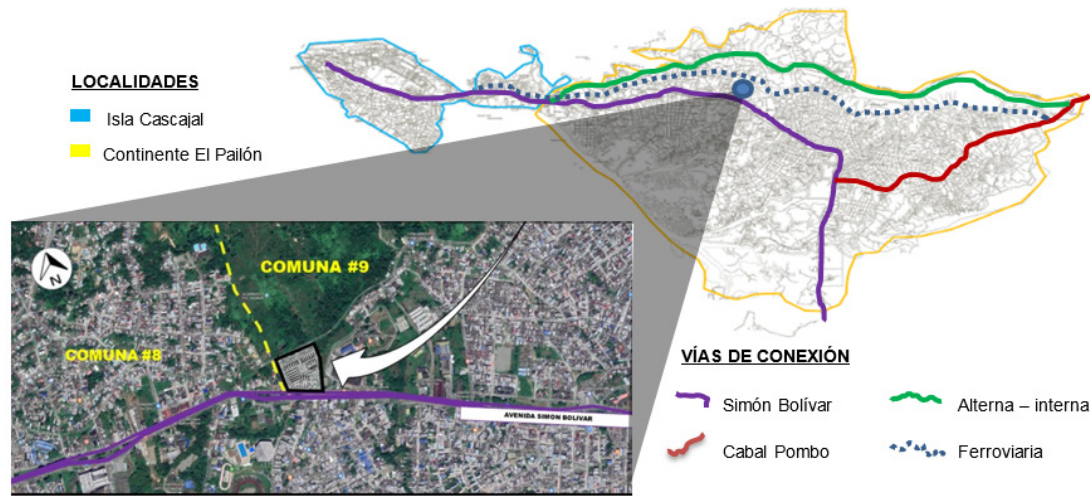 LOCALIDADES
Isla Cascajal
Continente El Pailón
COMUNA #9
COMUNA #8
N
AVENIDA SIMÓN BOLIVAR
VÍAS DE CONEXIÓN
Simón Bolívar
Alterna – interna
Cabal Pombo
Ferroviaria